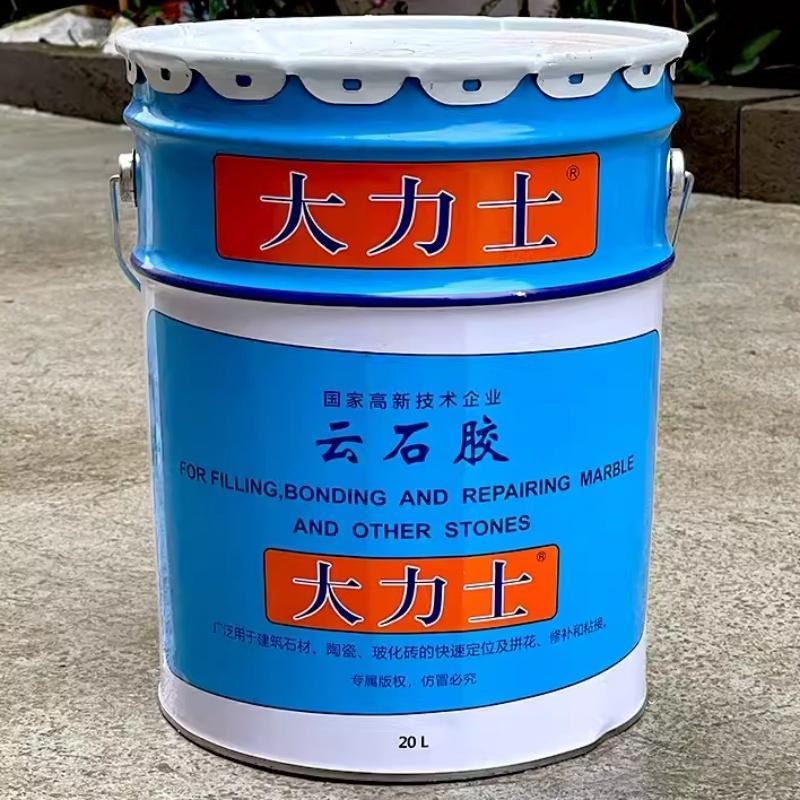 大力士®
国家高新技术企业
云石胶
FOR FILLING,BONDING AND REPAIRING MARBLE
AND OTHER STONES
大力士®
广泛用于建筑石材、陶瓷、玻化砖的快速定位及拼花、修补和粘接。
专属版权，仿冒必究
20 L